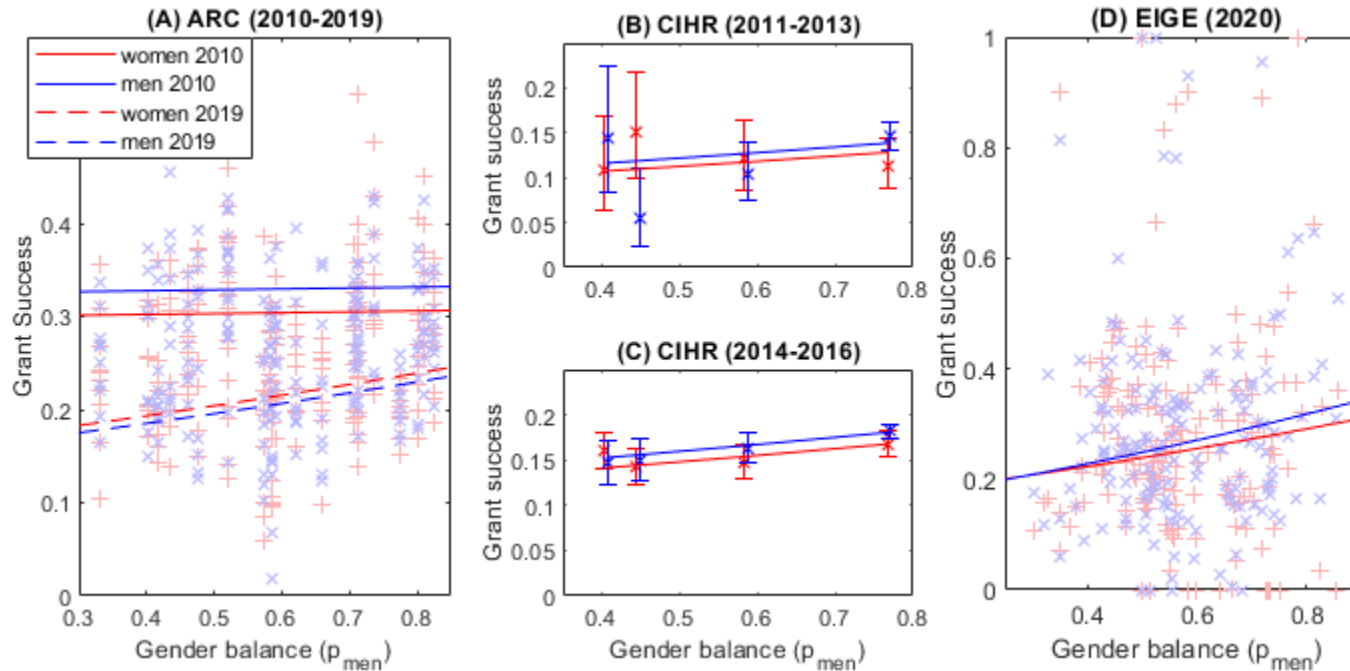 (A) ARC (2010-2019)
women 2010
men 2010
women 2019
men 2019
Grant Success
0.4
0.3
0.2
0.1
0
0.3 0.4 0.5 0.6 0.7 0.8
Gender balance (p_men)
(B) CIHR (2011-2013)
Grant success
0.2
0.15
0.1
0.05
0
0.4 0.5 0.6 0.7 0.8
(C) CIHR (2014-2016)
Grant success
0.2
0.15
0.1
0.05
0
0.4 0.5 0.6 0.7 0.8
Gender balance (p_men)
(D) EIGE (2020)
Grant success
1
0.8
0.6
0.4
0.2
0
0.4 0.6 0.8
Gender balance (p_men)